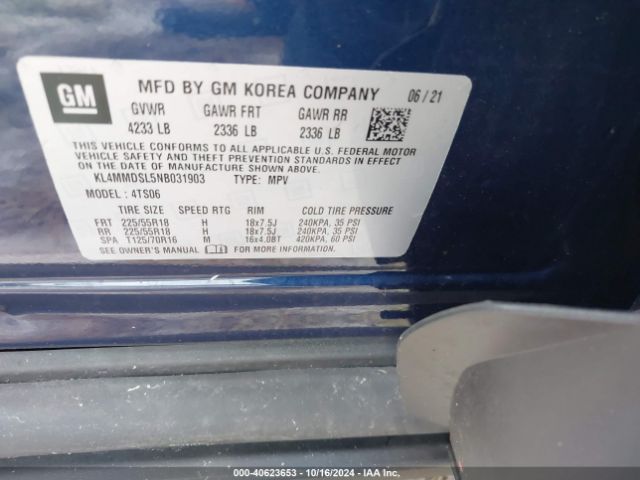 GM
MFD BY GM KOREA COMPANY 06/21
GVWR GAWR FRT GAWR RR
4233 LB 2336 LB 2336 LB
THIS VEHICLE CONFORMS TO ALL APPLICABLE U.S. FEDERAL MOTOR
VEHICLE SAFETY AND THEFT PREVENTION STANDARDS IN EFFECT
ON THE DATE OF MANUFACTURE SHOWN ABOVE.
KL4MMDSL5NB031903 TYPE: MPV
MODEL: 4TS06
TIRE SIZE SPEED RTG RIM COLD TIRE PRESSURE
FRT 225/55R18 H 18x7.5J 240KPA, 35 PSI
RR 225/55R18 H 18x7.5J 240KPA, 35 PSI
SPA T125/70R16 M 16x4.0BT 420KPA, 60 PSI
SEE OWNER'S MANUAL FOR MORE INFORMATION
000-40623653 - 10/16/2024 - IAA Inc.